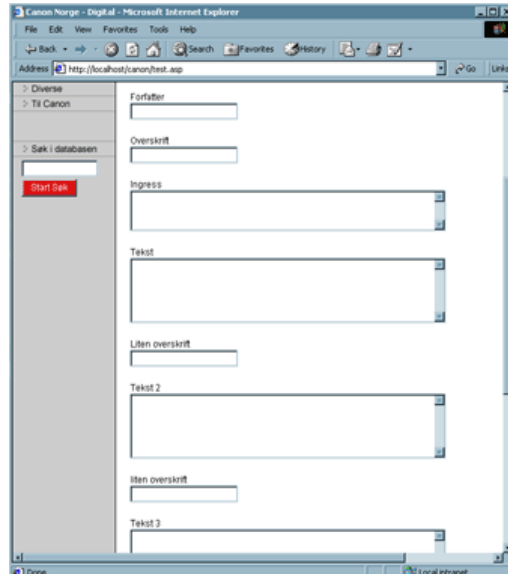 Canon Norge - Digital - Microsoft Internet Explorer
File Edit View Favorites Tools Help
Back Search Favorites History
Address http://localhost/canon/test.asp Go Links
> Diverse
> Til Canon
> Søk i databasen
Start Søk
Forfatter
Overskrift
Ingress
Tekst
Liten overskrift
Tekst 2
liten overskrift
Tekst 3
Done Local intranet